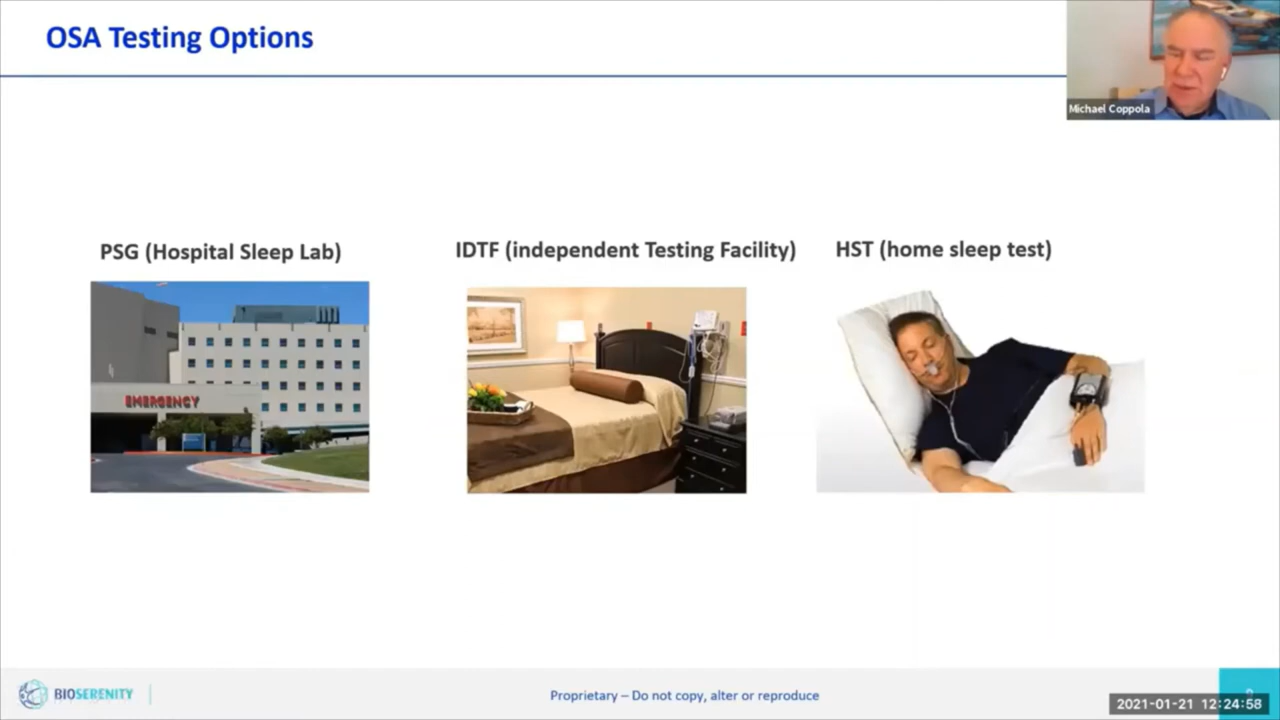 OSA Testing Options
Michael Coppola
PSG (Hospital Sleep Lab)
IDTF (independent Testing Facility)
HST (home sleep test)
EMERGENCY
BIOSERENITY
Proprietary – Do not copy, alter or reproduce
2021-01-21 12:24:58